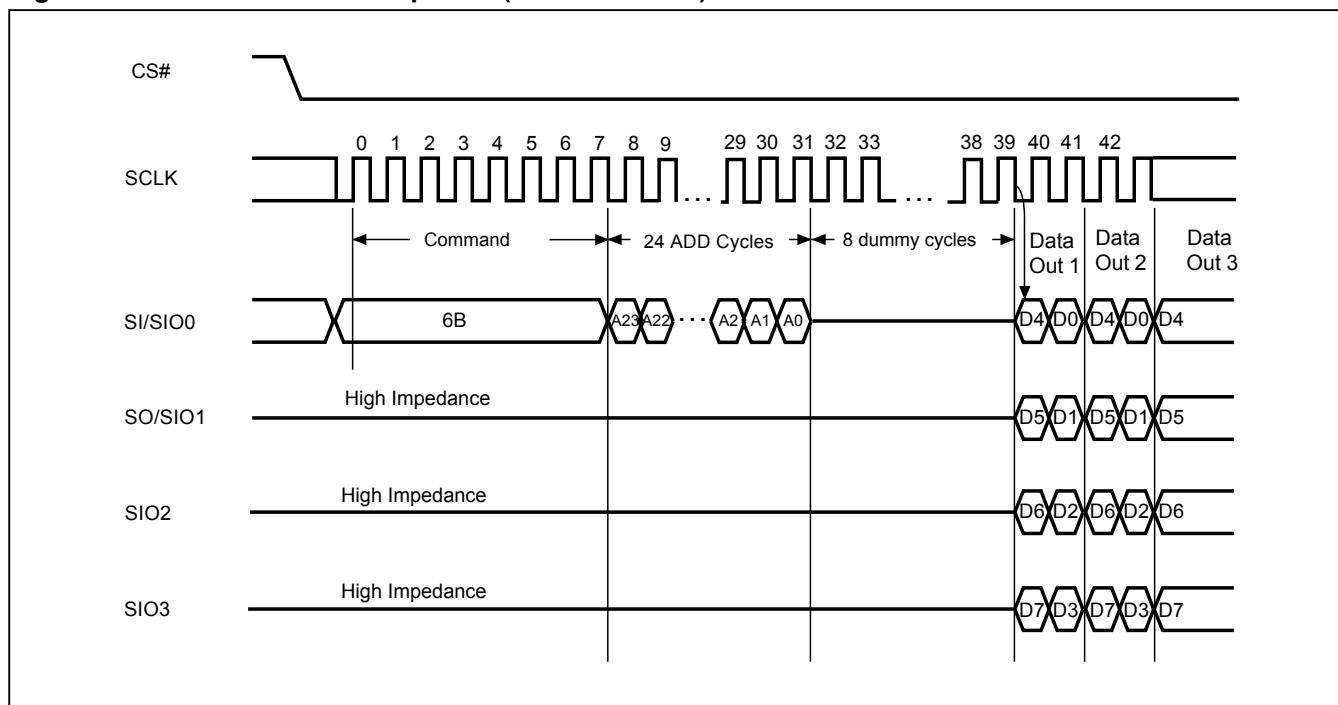 CS#
0 1 2 3 4 5 6 7 8 9 29 30 31 32 33 38 39 40 41 42
SCLK
Command 24 ADD Cycles 8 dummy cycles Data Out 1 Data Out 2 Data Out 3
SI/SIO0 6B A23 A22 A2 A1 A0 D4 D0 D4 D0 D4
High Impedance
SO/SIO1 D5 D1 D5 D1 D5
High Impedance
SIO2 D6 D2 D6 D2 D6
High Impedance
SIO3 D7 D3 D7 D3 D7